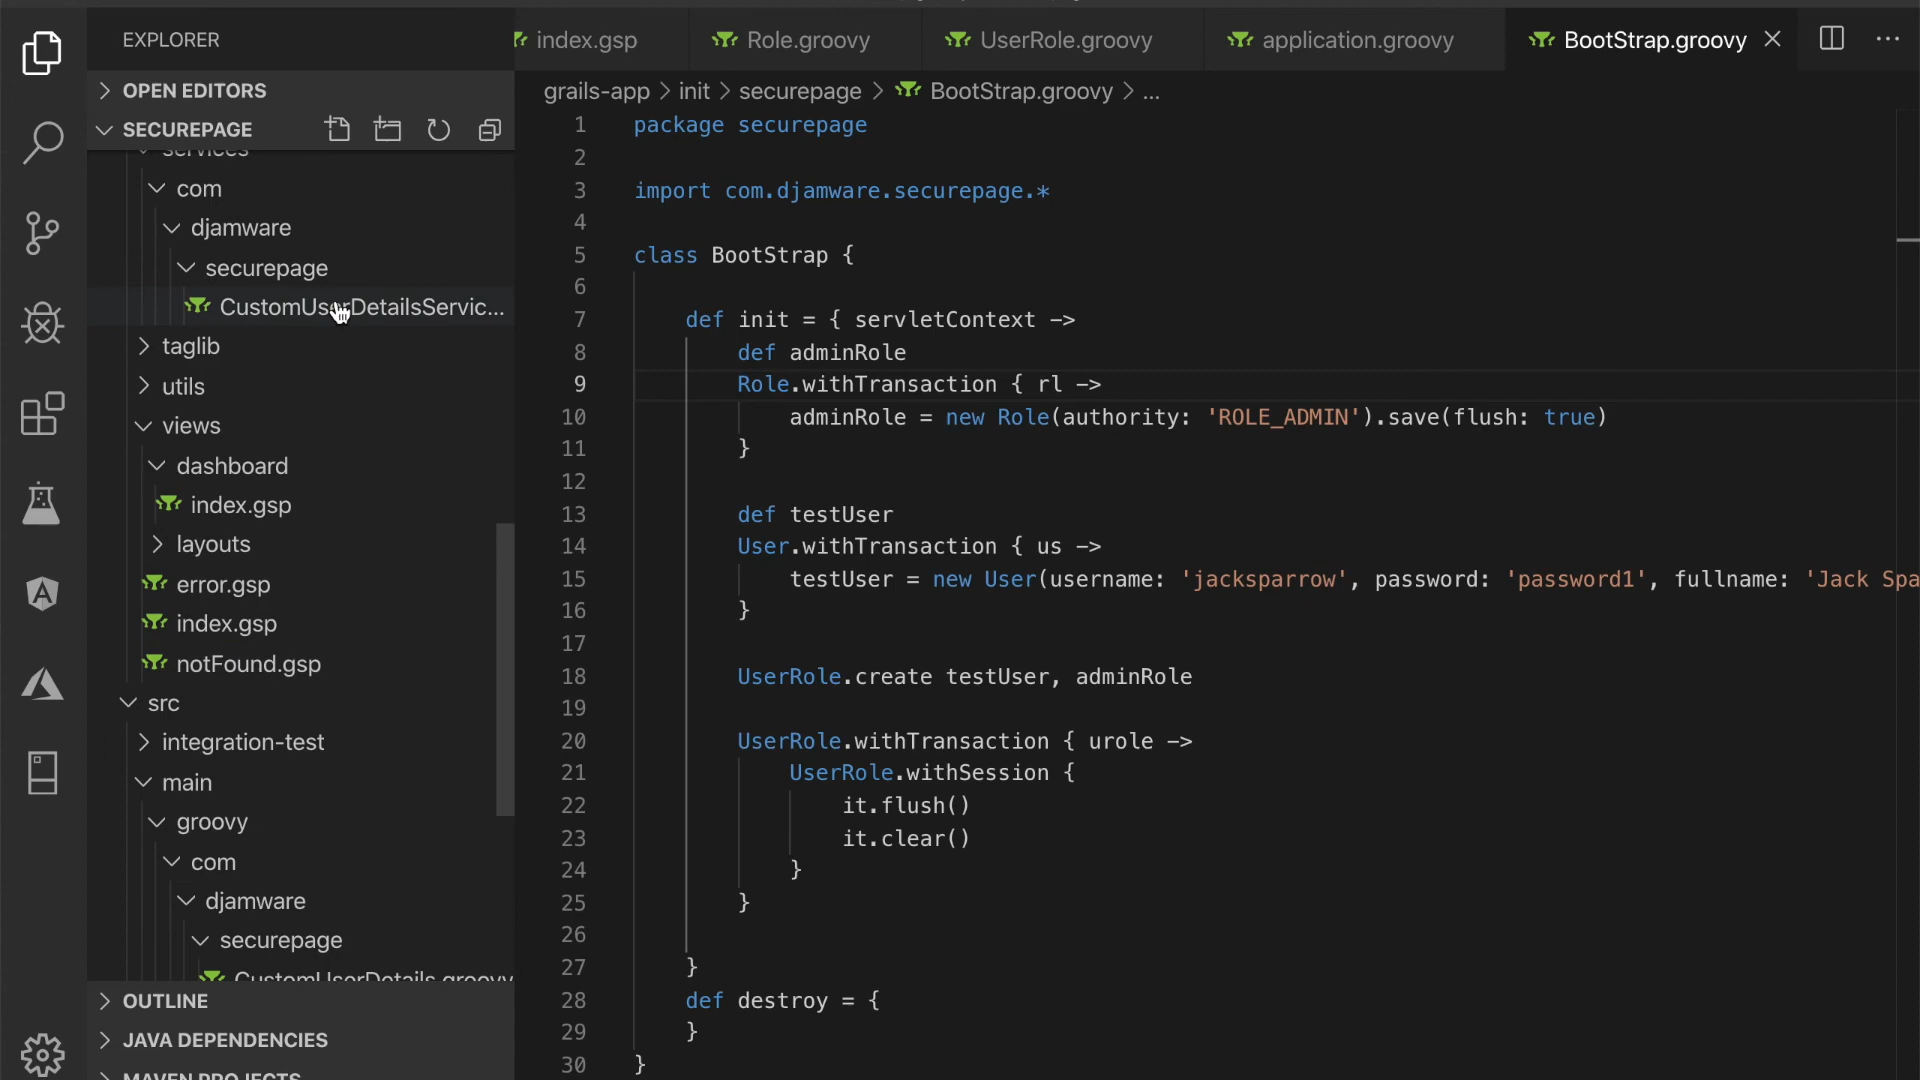 EXPLORER
OPEN EDITORS
SECUREPAGE
services
com
djamware
securepage
CustomUserDetailsServic...
taglib
utils
views
dashboard
index.gsp
layouts
error.gsp
index.gsp
notFound.gsp
src
integration-test
main
groovy
com
djamware
securepage
CustomUserDetails.groovy
OUTLINE
JAVA DEPENDENCIES
MAVEN PROJECTS
index.gsp Role.groovy UserRole.groovy application.groovy BootStrap.groovy
grails-app > init > securepage > BootStrap.groovy > ...
1 package securepage
2
3 import com.djamware.securepage.*
4
5 class BootStrap {
6
7 def init = { servletContext ->
8 def adminRole
9 Role.withTransaction { rl ->
10 adminRole = new Role(authority: 'ROLE_ADMIN').save(flush: true)
11 }
12
13 def testUser
14 User.withTransaction { us ->
15 testUser = new User(username: 'jacksparrow', password: 'password1', fullname: 'Jack Spa
16 }
17
18 UserRole.create testUser, adminRole
19
20 UserRole.withTransaction { urole ->
21 UserRole.withSession {
22 it.flush()
23 it.clear()
24 }
25 }
26
27 }
28 def destroy = {
29 }
30 }